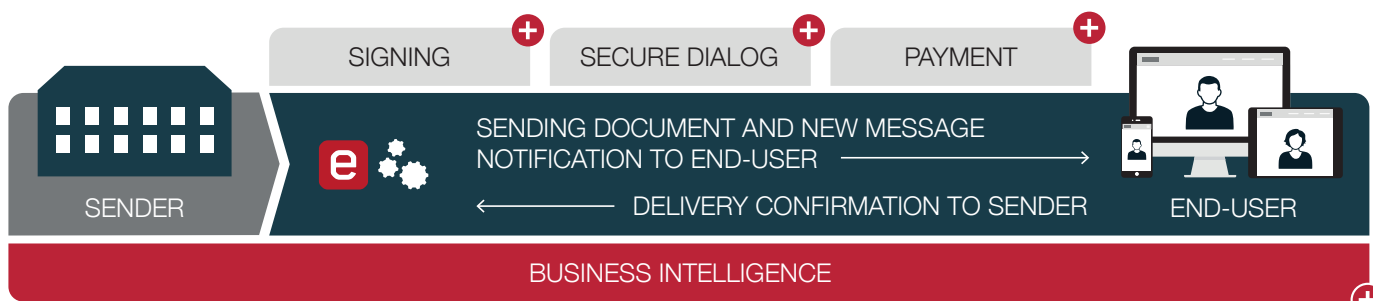 SIGNING
SECURE DIALOG
PAYMENT
SENDING DOCUMENT AND NEW MESSAGE
NOTIFICATION TO END-USER
e
DELIVERY CONFIRMATION TO SENDER
SENDER
END-USER
BUSINESS INTELLIGENCE